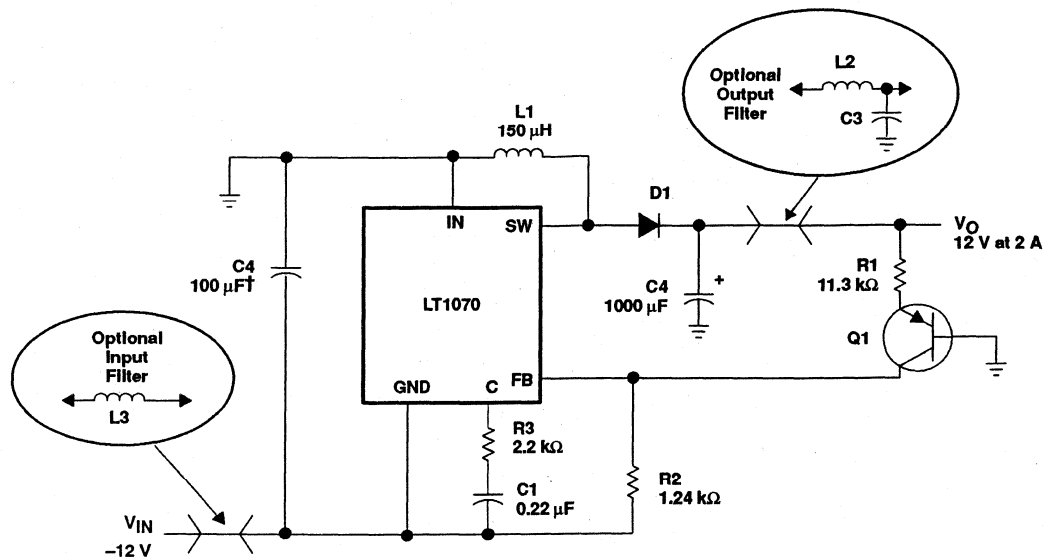 Optional
Output
Filter
L2
C3
L1
150 µH
D1
IN
SW
V_O
12 V at 2 A
R1
11.3 kΩ
C4
100 µF†
LT1070
C4
1000 µF
+
Q1
Optional
Input
Filter
L3
GND
C
FB
R3
2.2 kΩ
C1
0.22 µF
R2
1.24 kΩ
V_IN
–12 V